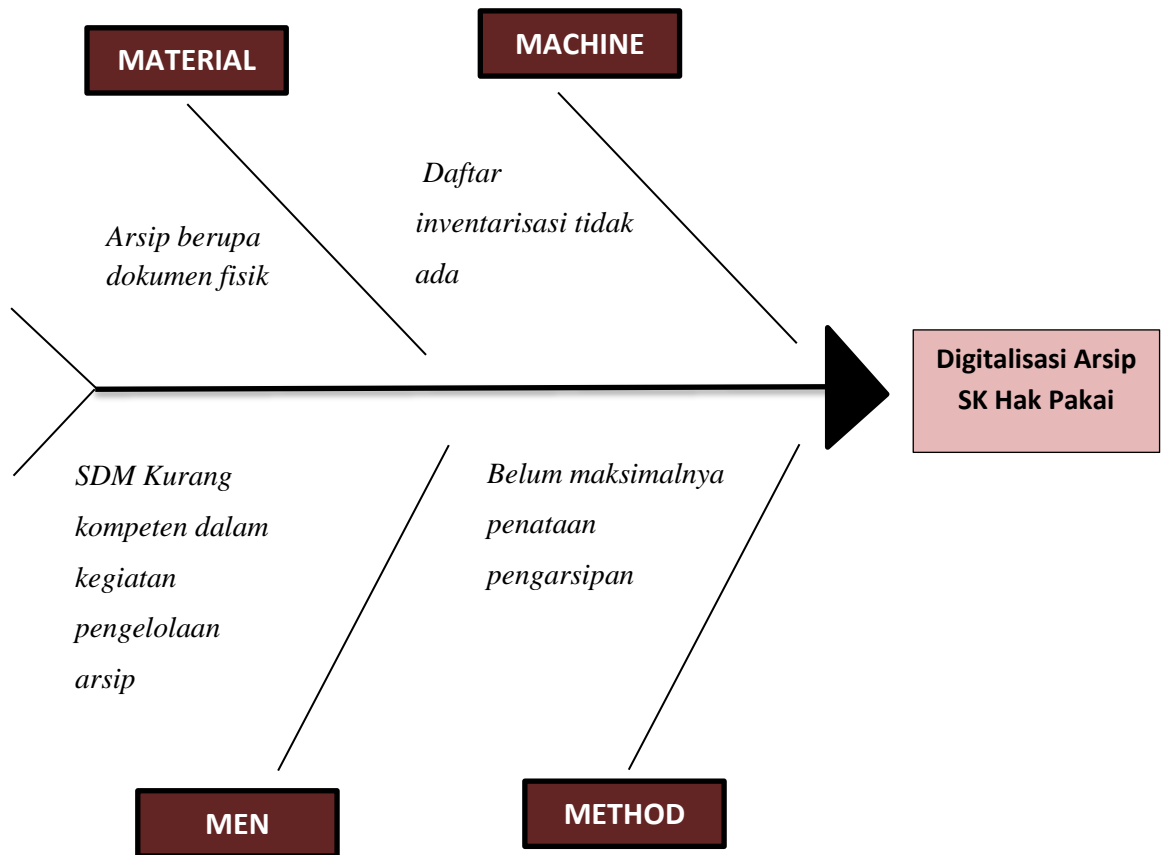 MATERIAL
MACHINE
Arsip berupa
dokumen fisik
Daftar
inventarisasi tidak
ada
Digitalisasi Arsip
SK Hak Pakai
SDM Kurang
kompeten dalam
kegiatan
pengelolaan
arsip
Belum maksimalnya
penataan
pengarsipan
MEN
METHOD